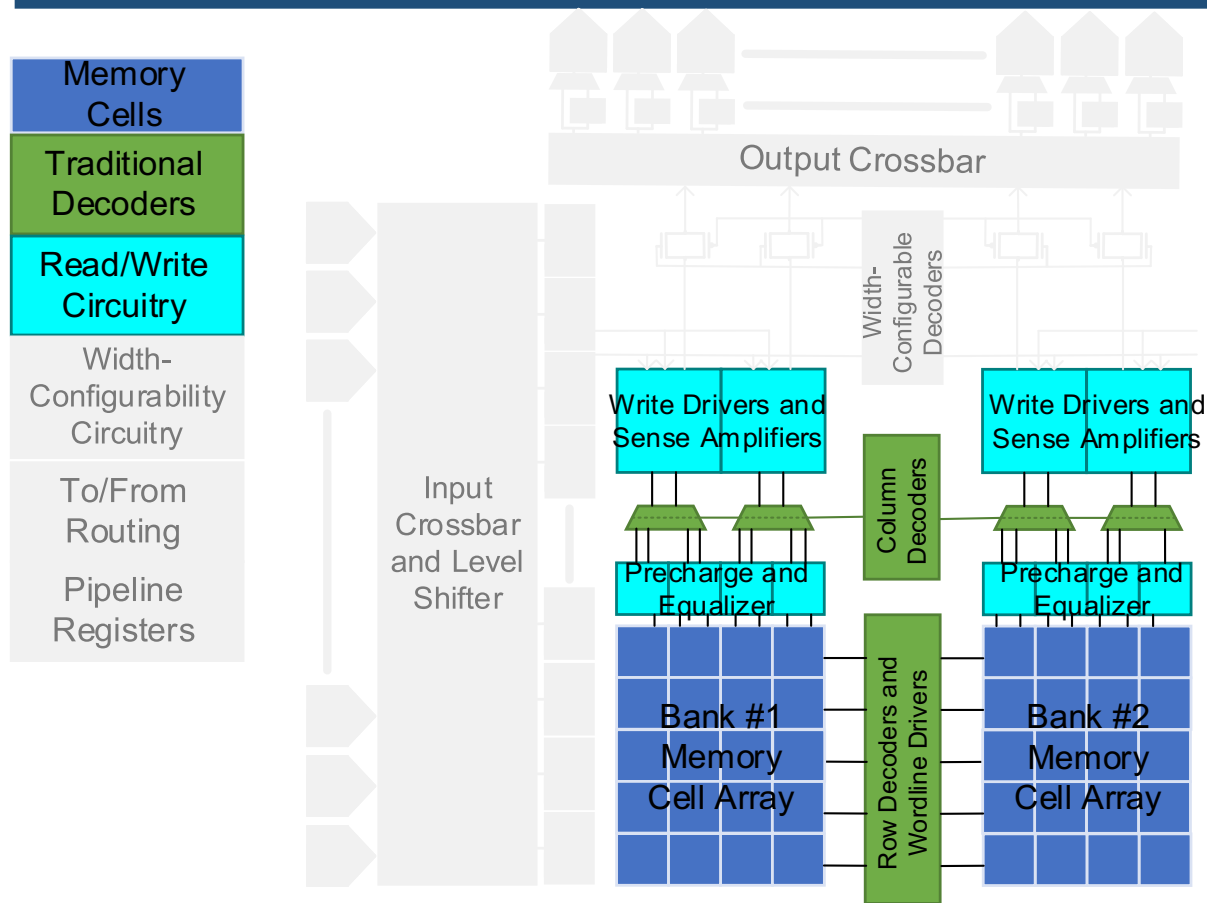 Memory
Cells
Traditional
Decoders
Read/Write
Circuitry
Width-
Configurability
Circuitry
To/From
Routing
Pipeline
Registers
Output Crossbar
Input
Crossbar
and Level
Shifter
Width-
Configurable
Decoders
Write Drivers and
Sense Amplifiers
Write Drivers and
Sense Amplifiers
Column
Decoders
Precharge and
Equalizer
Precharge and
Equalizer
Row Decoders and
Wordline Drivers
Bank #1
Memory
Cell Array
Bank #2
Memory
Cell Array